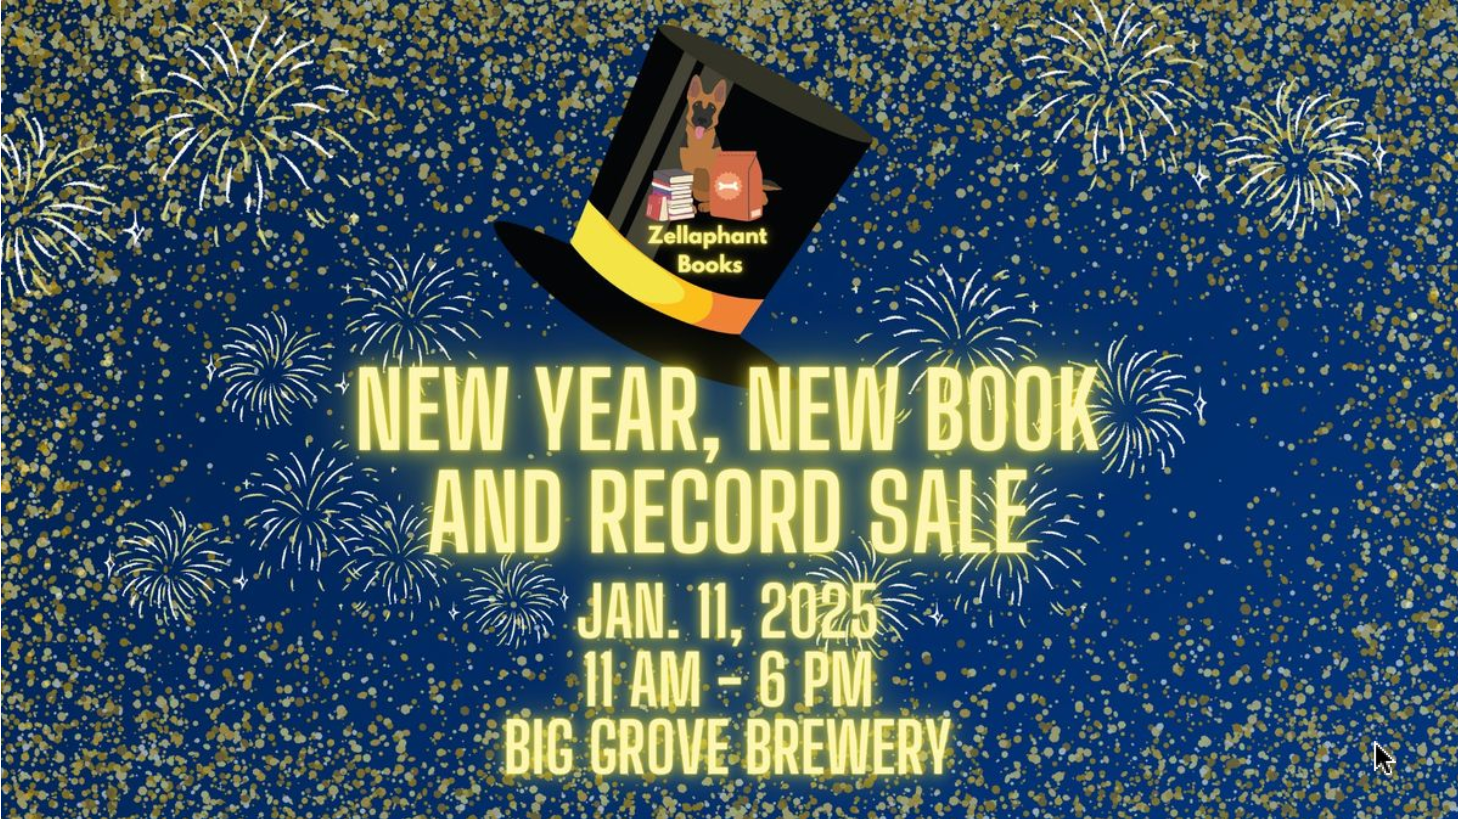 Zellaphant
Books
NEW YEAR, NEW BOOK
AND RECORD SALE
JAN. 11, 2025
11 AM - 6 PM
BIG GROVE BREWERY